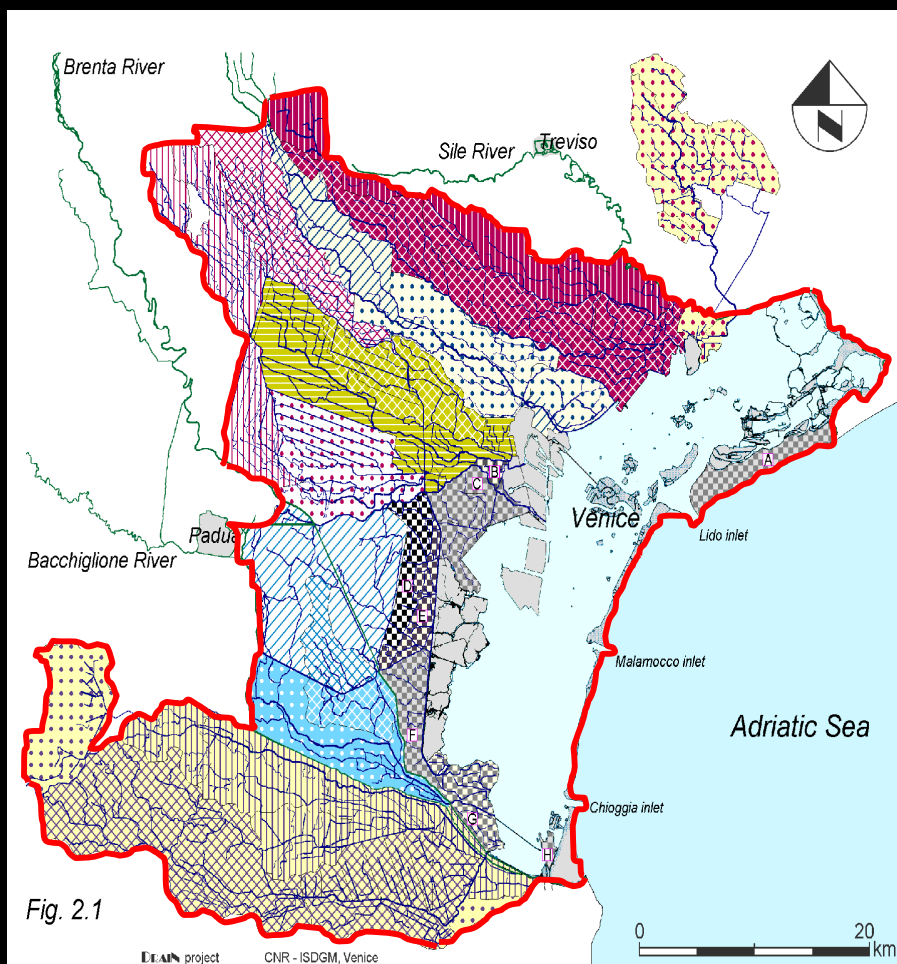 Brenta River
Sile River
Treviso
N
A
B
C
Venice
Lido inlet
Padua
Bacchiglione River
D
E
Malamocco inlet
F
Adriatic Sea
Chioggia inlet
G
H
Fig. 2.1
0
20
km
DRAIN project
CNR - ISDGM, Venice